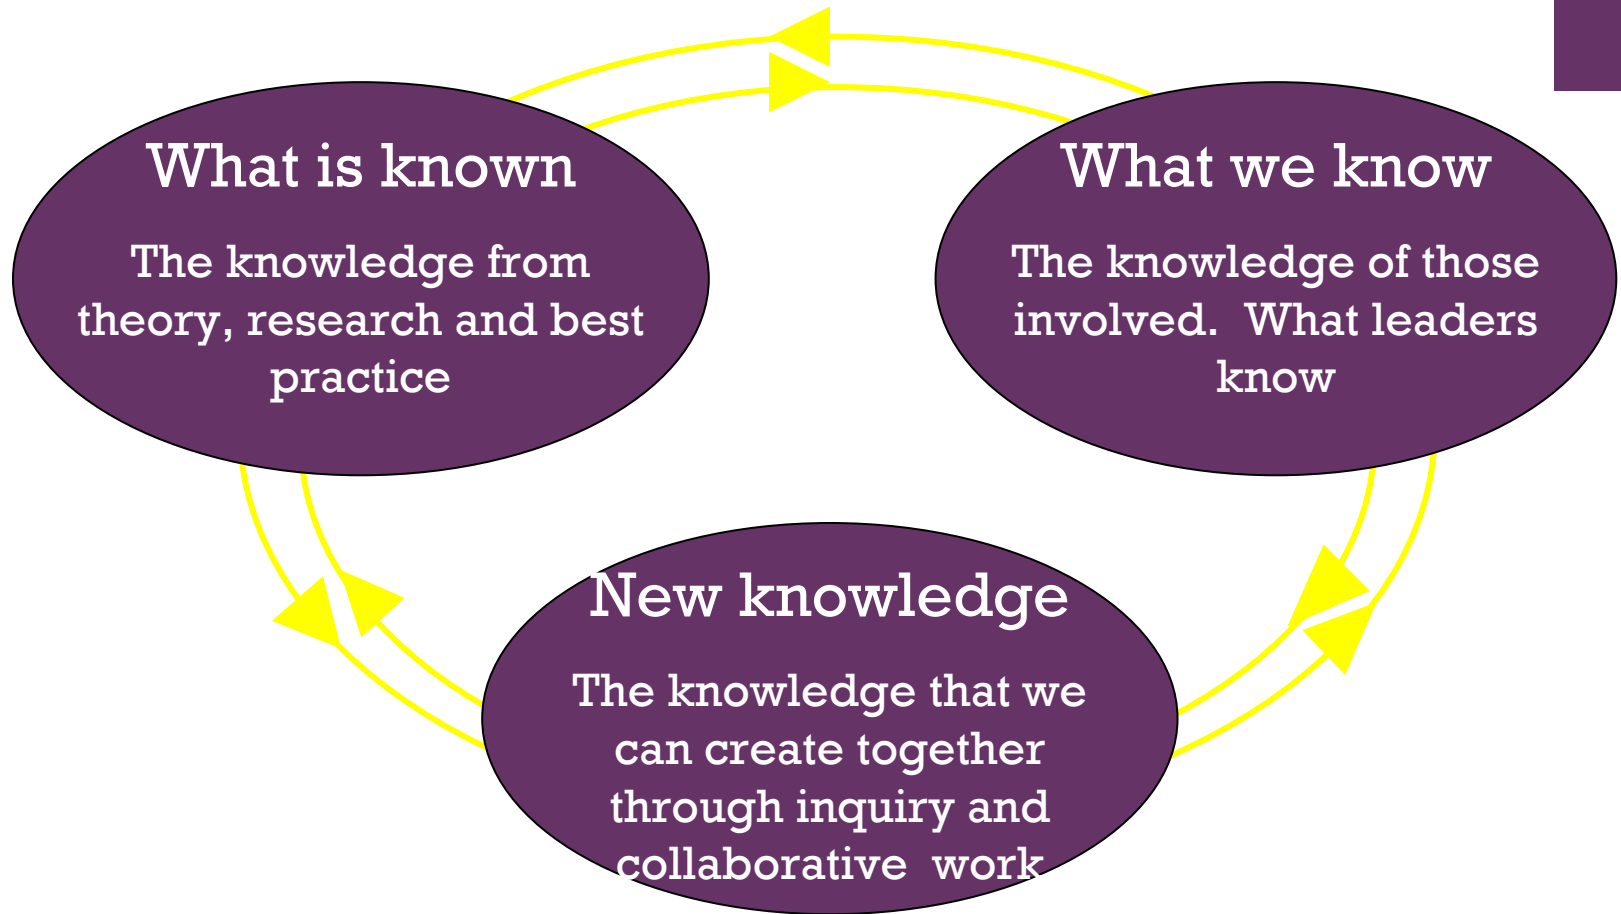 What is known
The knowledge from
theory, research and best
practice
What we know
The knowledge of those
involved.  What leaders
know
New knowledge
The knowledge that we
can create together
through inquiry and
collaborative  work